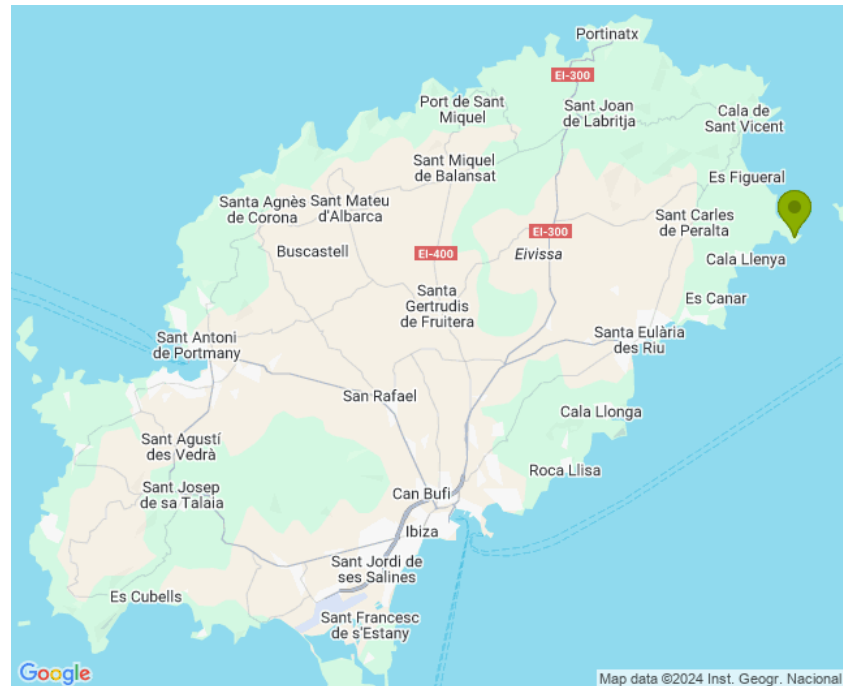 Portinatx
EI-300
Port de Sant
Miquel
Sant Joan
de Labritja
Cala de
Sant Vicent
Sant Miquel
de Balansat
Es Figueral
Santa Agnès
de Corona
Sant Mateu
d'Albarca
Sant Carles
de Peralta
EI-300
Buscastell
EI-400
Eivissa
Cala Llenya
Santa
Gertrudis
de Fruitera
Es Canar
Sant Antoni
de Portmany
Santa Eulària
des Riu
San Rafael
Cala Llonga
Sant Agustí
des Vedrà
Roca Llisa
Sant Josep
de sa Talaia
Can Bufi
Ibiza
Sant Jordi de
ses Salines
Es Cubells
Sant Francesc
de s'Estany
Google
Map data ©2024 Inst. Geogr. Nacional